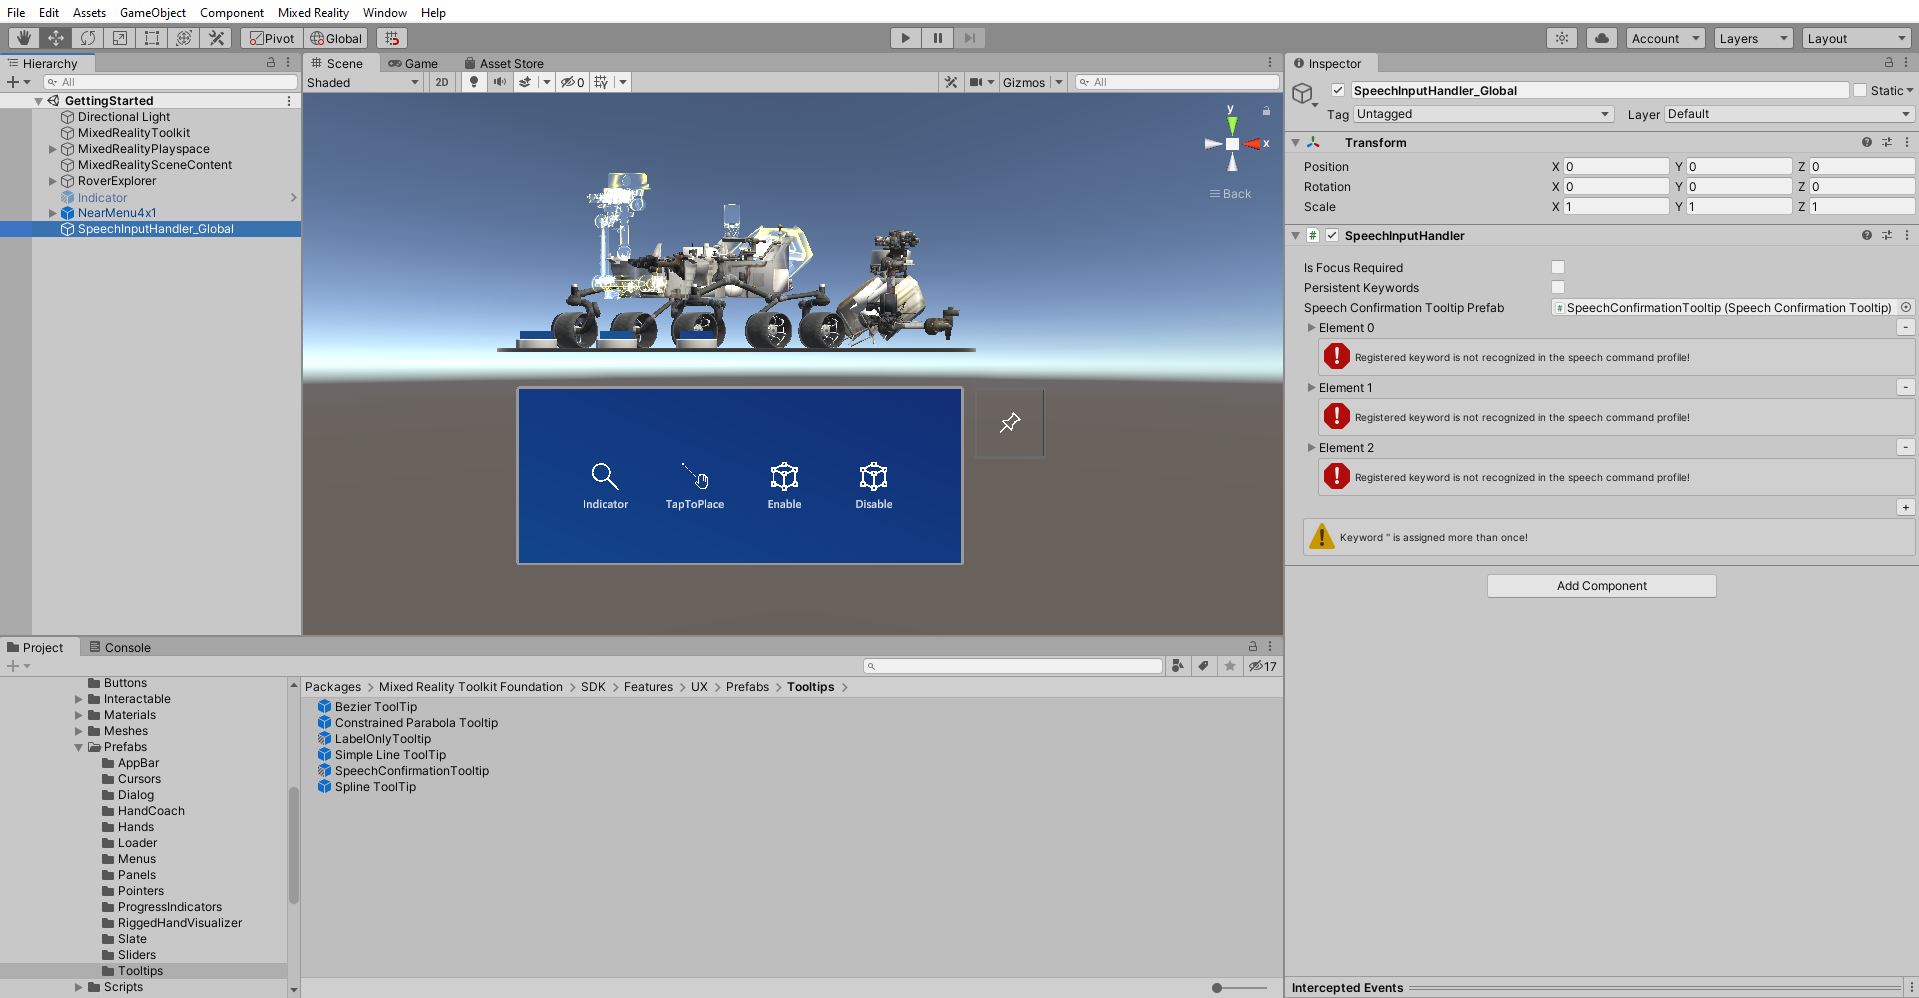 File Edit Assets GameObject Component Mixed Reality Window Help
Pivot Global Account Layers Layout
Hierarchy
All
GettingStarted
Directional Light
MixedRealityToolkit
MixedRealityPlayspace
MixedRealitySceneContent
RoverExplorer
Indicator
NearMenu4x1
SpeechInputHandler_Global
Scene Game Asset Store
Shaded 2D 0 Gizmos All
y
x
Back
Indicator TapToPlace Enable Disable
Inspector
SpeechInputHandler_Global Static
Tag Untagged Layer Default
Transform
Position X 0 Y 0 Z 0
Rotation X 0 Y 0 Z 0
Scale X 1 Y 1 Z 1
# SpeechInputHandler
Is Focus Required
Persistent Keywords
Speech Confirmation Tooltip Prefab # SpeechConfirmationTooltip (Speech Confirmation Tooltip)
Element 0 -
Registered keyword is not recognized in the speech command profile!
Element 1 -
Registered keyword is not recognized in the speech command profile!
Element 2 -
Registered keyword is not recognized in the speech command profile!
+
Keyword '' is assigned more than once!
Add Component
Intercepted Events
Project Console
17
Buttons
Interactable
Materials
Meshes
Prefabs
AppBar
Cursors
Dialog
HandCoach
Hands
Loader
Menus
Panels
Pointers
ProgressIndicators
RiggedHandVisualizer
Slate
Sliders
Tooltips
Scripts
Packages > Mixed Reality Toolkit Foundation > SDK > Features > UX > Prefabs > Tooltips >
Bezier ToolTip
Constrained Parabola Tooltip
LabelOnlyTooltip
Simple Line ToolTip
SpeechConfirmationTooltip
Spline ToolTip